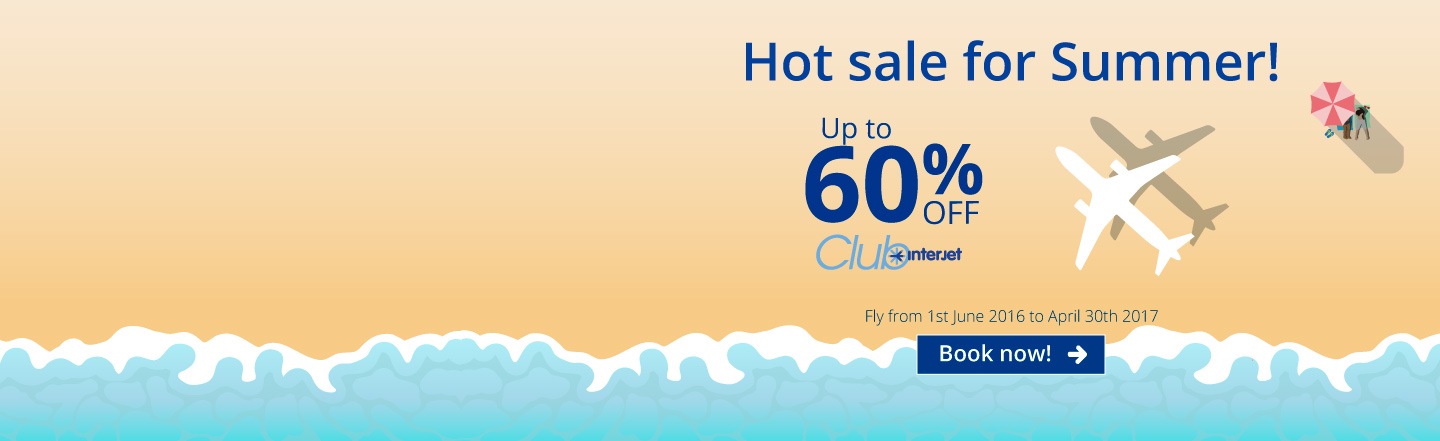 Hot sale for Summer!
Up to
60%
OFF
Club interjet
Fly from 1st June 2016 to April 30th 2017
Book now!